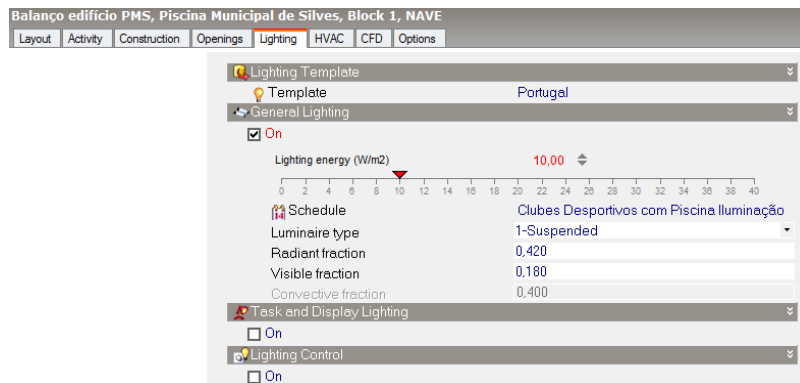 Balanço edifício PMS, Piscina Municipal de Silves, Block 1, NAVE
Layout Activity Construction Openings Lighting HVAC CFD Options
Lighting Template
Template Portugal
General Lighting
On
Lighting energy (W/m2) 10,00
0 2 4 6 8 10 12 14 16 18 20 22 24 26 28 30 32 34 36 38 40
14 Schedule Clubes Desportivos com Piscina Iluminação
Luminaire type 1-Suspended
Radiant fraction 0,420
Visible fraction 0,180
Convective fraction 0,400
Task and Display Lighting
On
Lighting Control
On